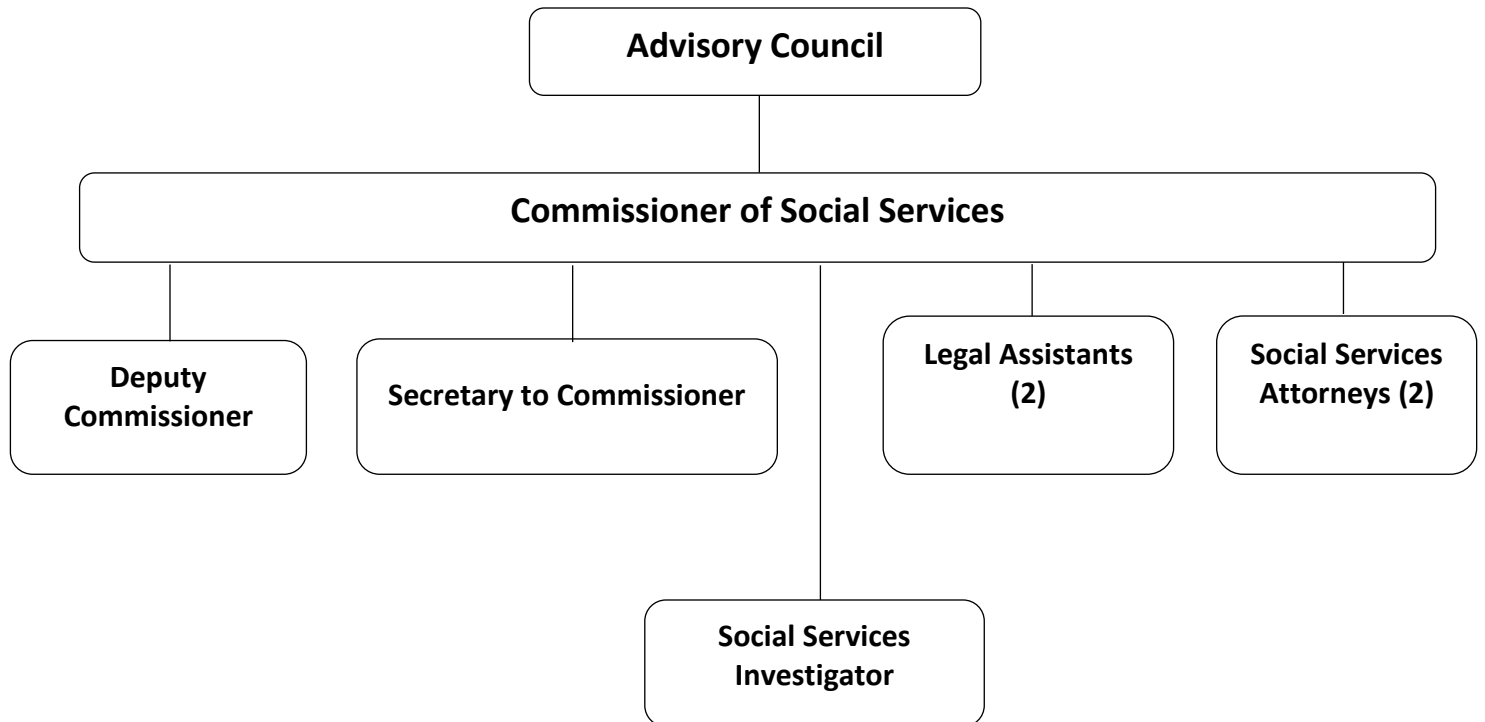 Advisory Council
Commissioner of Social Services
Deputy
Commissioner
Secretary to Commissioner
Legal Assistants
(2)
Social Services
Attorneys (2)
Social Services
Investigator